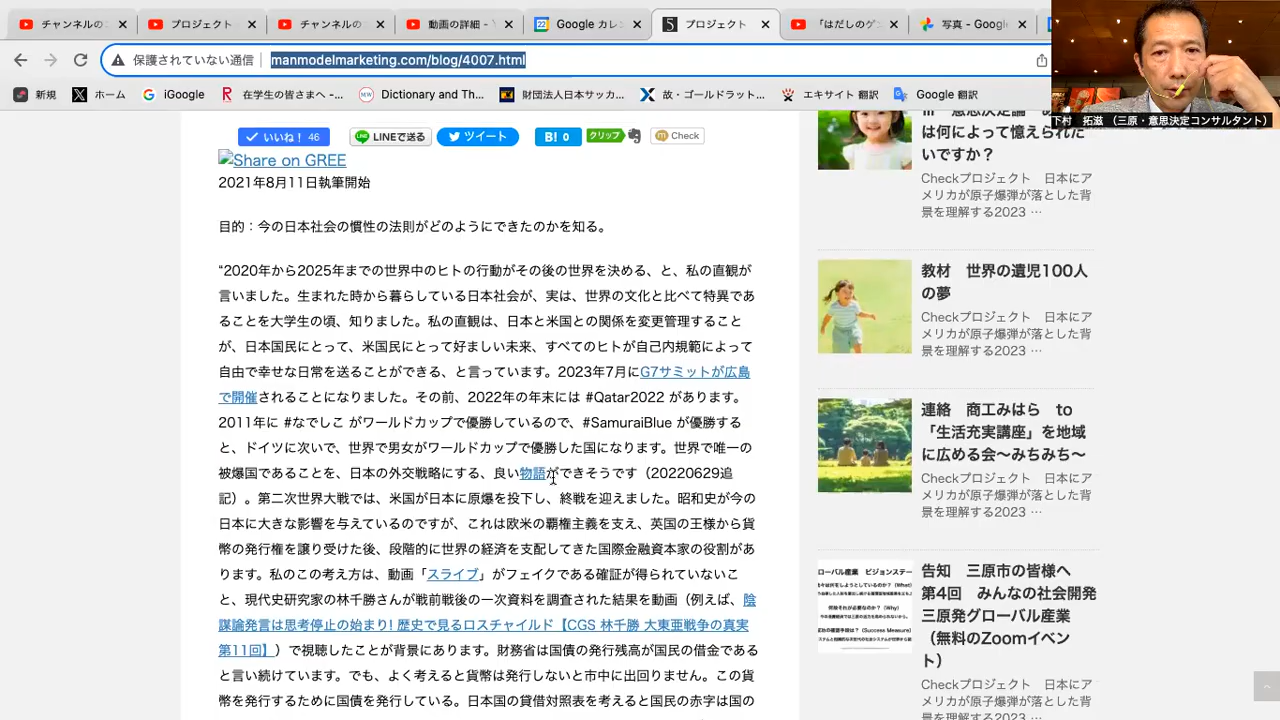 プロジェクト
チャンネルの
チャンネルの
動画の詳細 - Y
Google カレ
プロジェクト
「はだしのゲン
写真 - Googl
保護されていない通信
manmodelmarketing.com/blog/4007.html
新規
ホーム
iGoogle
在学生の皆さまへ -...
Dictionary and Th...
財団法人日本サッカ...
故・ゴールドラット...
エキサイト 翻訳
Google 翻訳
下村 拓滋 (三原・意思決定コンサルタント)
いいね! 46
LINEで送る
ツイート
B! 0
クリップ
Check
Share on GREE
2021年8月11日執筆開始
目的：今の日本社会の慣性の法則がどのようにできたのかを知る。
“2020年から2025年までの世界中のヒトの行動がその後の世界を決める、と、私の直観が
言いました。生まれた時から暮らしている日本社会が、実は、世界の文化と比べて特異であ
ることを大学生の頃、知りました。私の直観は、日本と米国との関係を変更管理すること
が、日本国民にとって、米国民にとって好ましい未来、すべてのヒトが自己内規範によって
自由で幸せな日常を送ることができる、と言っています。2023年7月にG7サミットが広島
で開催されることになりました。その前、2022年の年末には #Qatar2022 があります。
2011年に #なでしこ がワールドカップで優勝しているので、#SamuraiBlue が優勝する
と、ドイツに次いで、世界で男女がワールドカップで優勝した国になります。世界で唯一の
被爆国であることを、日本の外交戦略にする、良い物語ができそうです（20220629追
記）。第二次世界大戦では、米国が日本に原爆を投下し、終戦を迎えました。昭和史が今の
日本に大きな影響を与えているのですが、これは欧米の覇権主義を支え、英国の王様から貨
幣の発行権を譲り受けた後、段階的に世界の経済を支配してきた国際金融資本家の役割があ
ります。私のこの考え方は、動画「スライブ」がフェイクである確証が得られていないこ
と、現代史研究家の林千勝さんが戦前戦後の一次資料を調査された結果を動画（例えば、陰
謀論発言は思考停止の始まり! 歴史で見るロスチャイルド【CGS 林千勝 大東亜戦争の真実
第11回】） で視聴したことが背景にあります。財務省は国債の発行残高が国民の借金である
と言い続けています。でも、よく考えると貨幣は発行しないと市中に出回りません。この貨
幣を発行するために国債を発行している。日本国の貸借対照表を考えると国民の赤字は国の
は何によって憶えられた
いですか？
Checkプロジェクト 日本にア
メリカが原子爆弾が落とした背
景を理解する2023 …
教材 世界の遺児100人
の夢
Checkプロジェクト 日本にア
メリカが原子爆弾が落とした背
景を理解する2023 …
連絡 商工みはら to
「生活充実講座」を地域
に広める会〜みちみち〜
Checkプロジェクト 日本にア
メリカが原子爆弾が落とした背
景を理解する2023 …
ローバル産業 ビジョンステー
何故それが必要なのか？（Why）
告知 三原市の皆様へ
第4回 みんなの社会開発
三原発グローバル産業
（無料のZoomイベン
ト）
Checkプロジェクト 日本にア
メリカが原子爆弾が落とした背
景を理解する2023 …